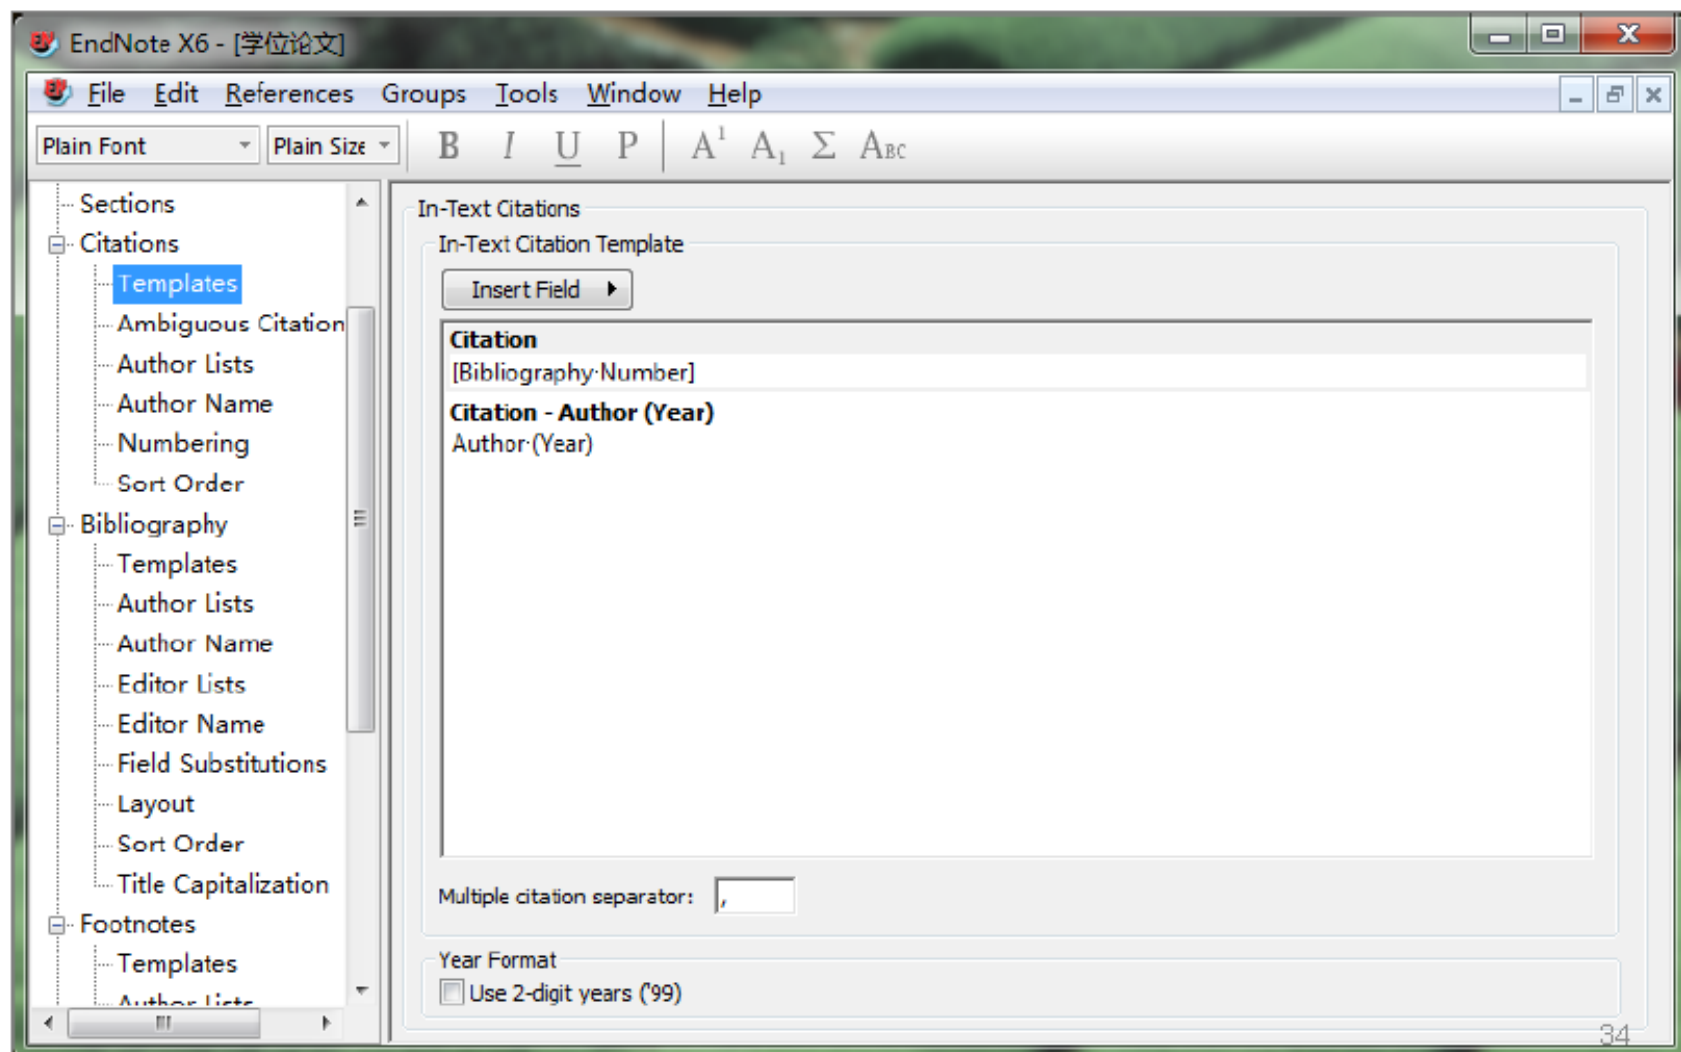 EndNote X6 - [学位论文]
File Edit References Groups Tools Window Help
Plain Font Plain Size B I U P A1 A1 Σ ABC
Sections
Citations
Templates
Ambiguous Citation
Author Lists
Author Name
Numbering
Sort Order
Bibliography
Templates
Author Lists
Author Name
Editor Lists
Editor Name
Field Substitutions
Layout
Sort Order
Title Capitalization
Footnotes
Templates
Author Lists
In-Text Citations
In-Text Citation Template
Insert Field
Citation
[Bibliography·Number]
Citation - Author (Year)
Author·(Year)
Multiple citation separator: ,
Year Format
Use 2-digit years ('99)
34